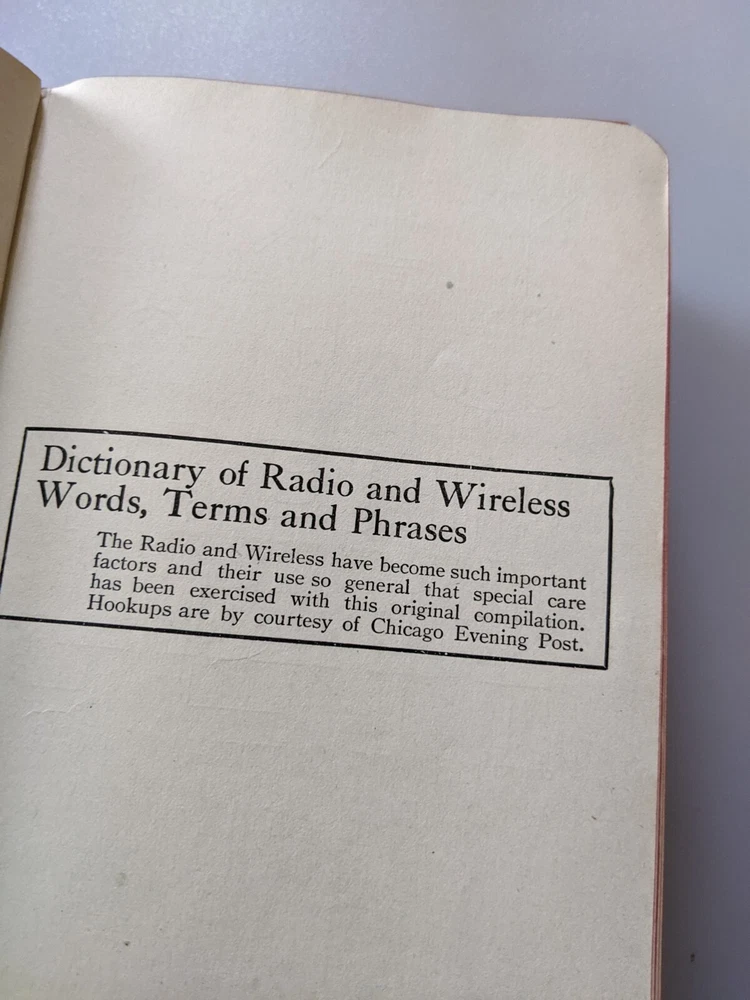 Dictionary of Radio and Wireless
Words, Terms and Phrases
The Radio and Wireless have become such important
factors and their use so general that special care
has been exercised with this original compilation.
Hookups are by courtesy of Chicago Evening Post.